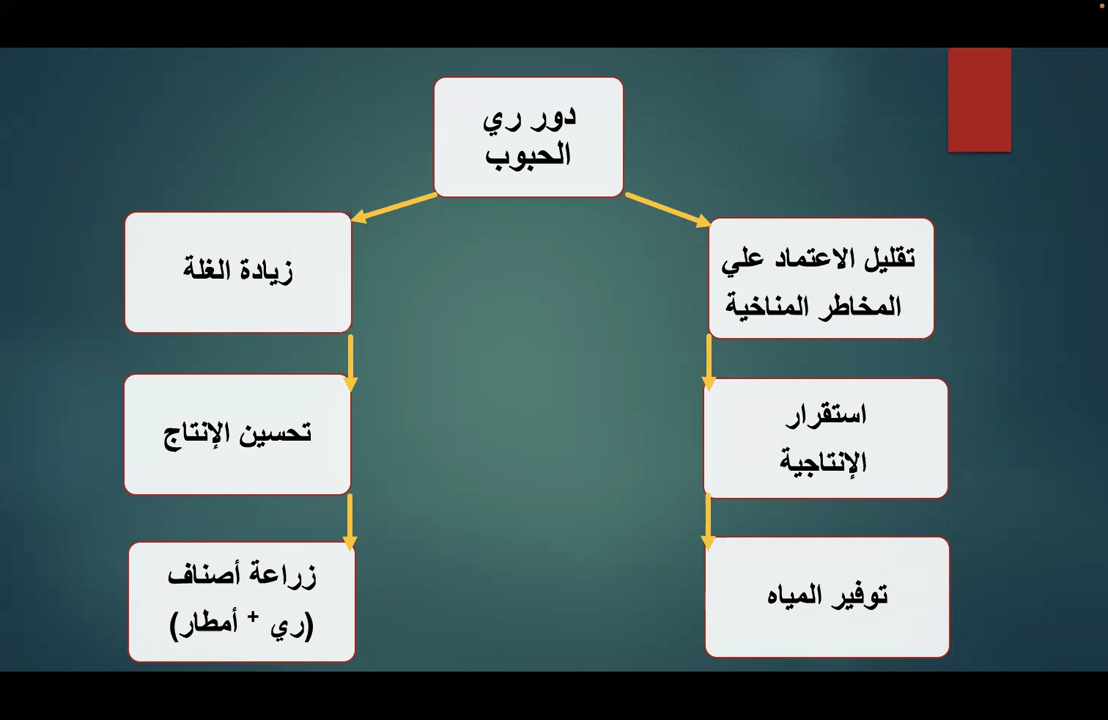 دور ري
الحبوب
تقليل الاعتماد علي
المخاطر المناخية
استقرار
الإنتاجية
توفير المياه
زيادة الغلة
تحسين الإنتاج
زراعة أصناف
(ري + أمطار)